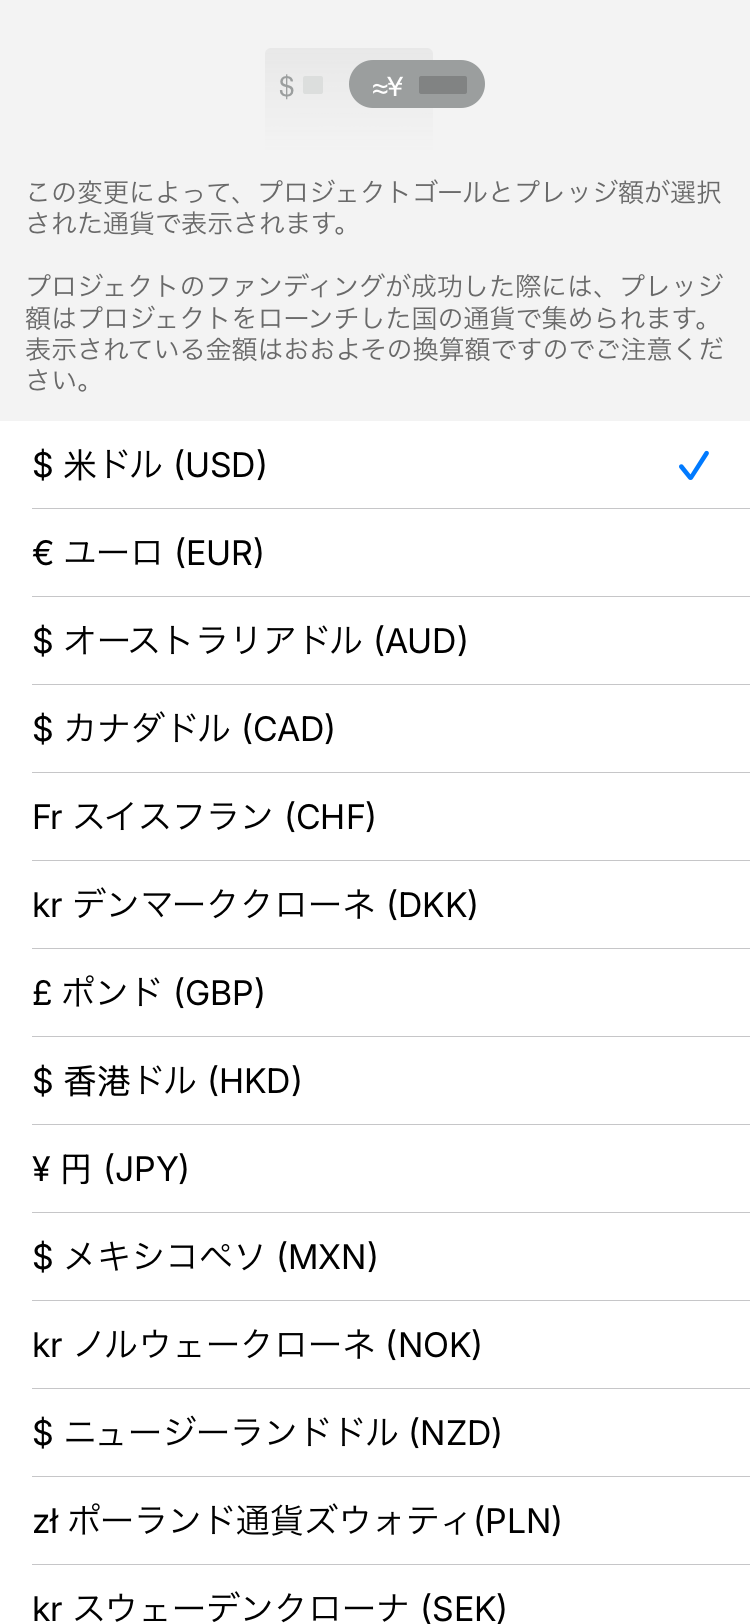 $ ≈¥
この変更によって、プロジェクトゴールとプレッジ額が選択
された通貨で表示されます。
プロジェクトのファンディングが成功した際には、プレッジ
額はプロジェクトをローンチした国の通貨で集められます。
表示されている金額はおおよその換算額ですのでご注意くだ
さい。
$ 米ドル (USD)
€ ユーロ (EUR)
$ オーストラリアドル (AUD)
$ カナダドル (CAD)
Fr スイスフラン (CHF)
kr デンマーククローネ (DKK)
£ ポンド (GBP)
$ 香港ドル (HKD)
¥ 円 (JPY)
$ メキシコペソ (MXN)
kr ノルウェークローネ (NOK)
$ ニュージーランドドル (NZD)
zł ポーランド通貨ズウォティ(PLN)
kr スウェーデンクローナ (SEK)